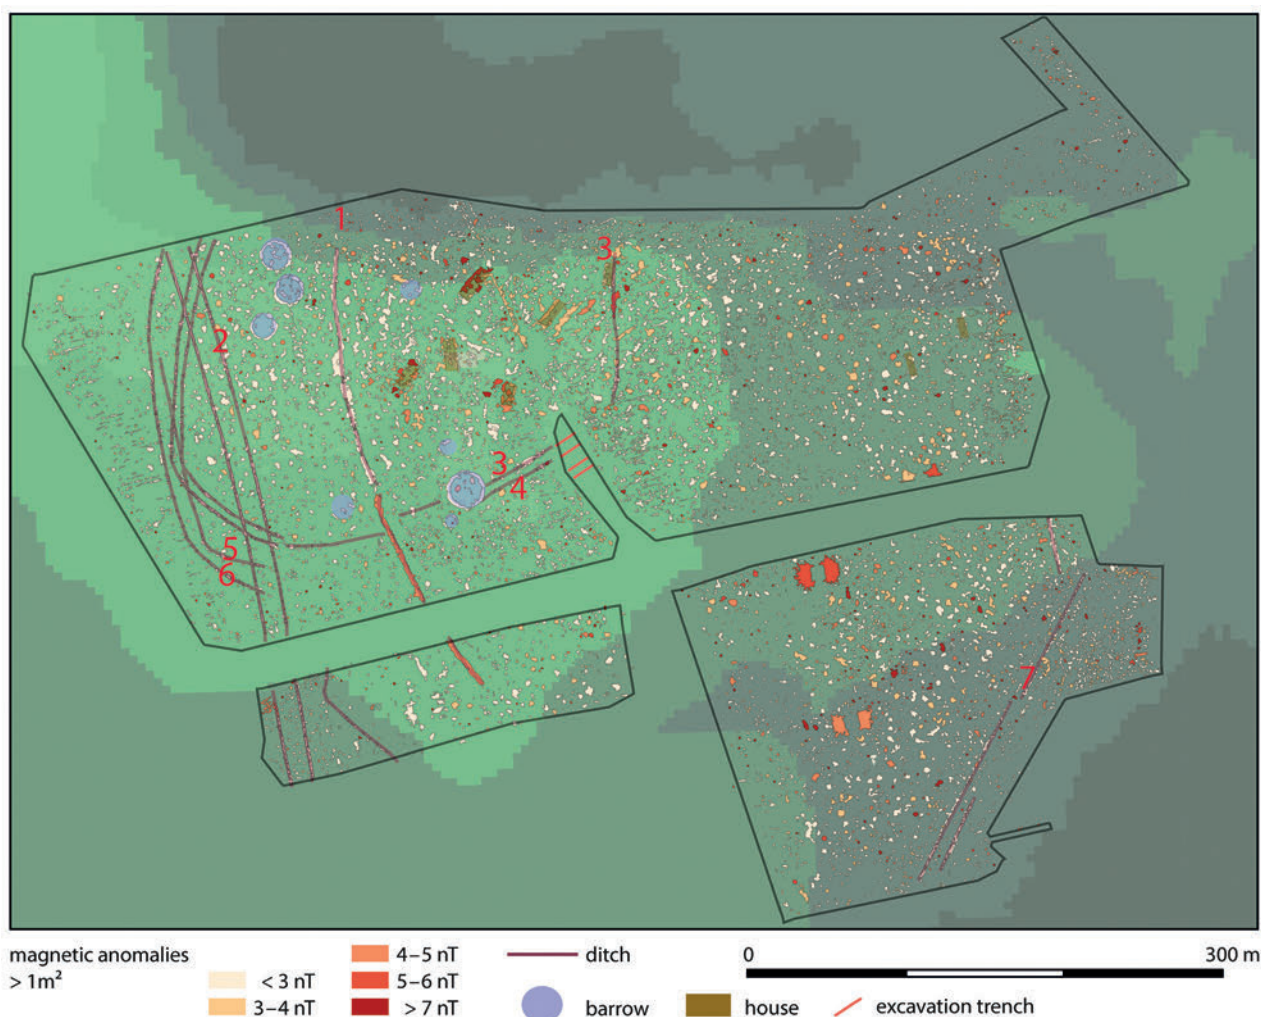 1
3
2
3
4
5
6
7
magnetic anomalies
> 1m²
< 3 nT
3–4 nT
4–5 nT
5–6 nT
> 7 nT
ditch
barrow
house
excavation trench
0
300 m